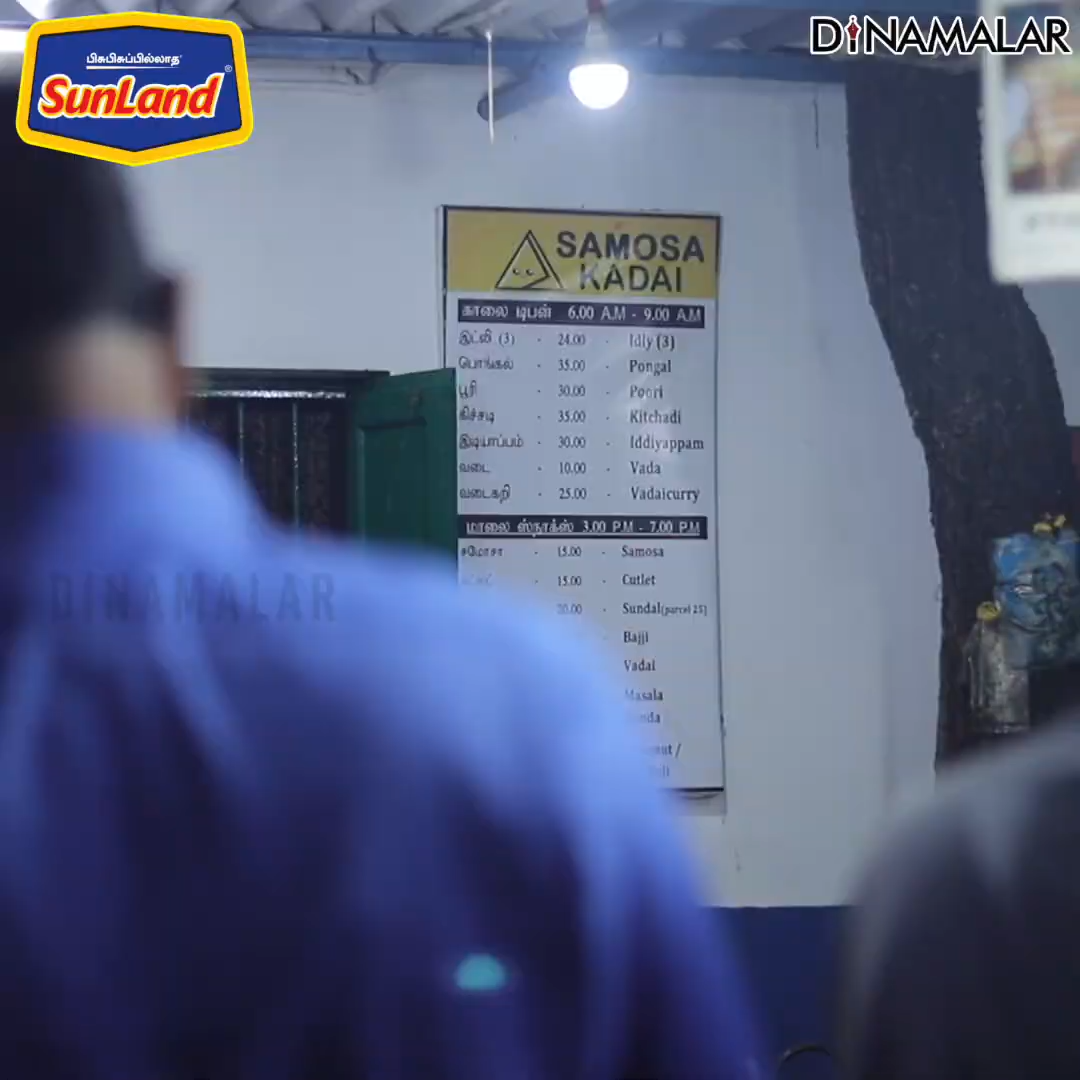 பிசுபிசுப்பில்லாத
SunLand®
DINAMALAR
SAMOSA
KADAI
காலை டிபன் 6.00 A.M - 9.00 A.M
இட்லி (3) - 24.00 - Idly (3)
பொங்கல் - 35.00 - Pongal
பூரி - 30.00 - Poori
கிச்சடி - 35.00 - Kitchadi
இடியாப்பம் - 30.00 - Iddiyappam
வடை - 10.00 - Vada
வடைகறி - 25.00 - Vadaicurry
மாலை ஸ்நாக்ஸ் 3.00 P.M - 7.00 P.M
சமோசா - 15.00 - Samosa
- 15.00 - Cutlet
20.00 - Sundal(parcel 25)
- Bajji
Vadai
Masala
DINAMALAR